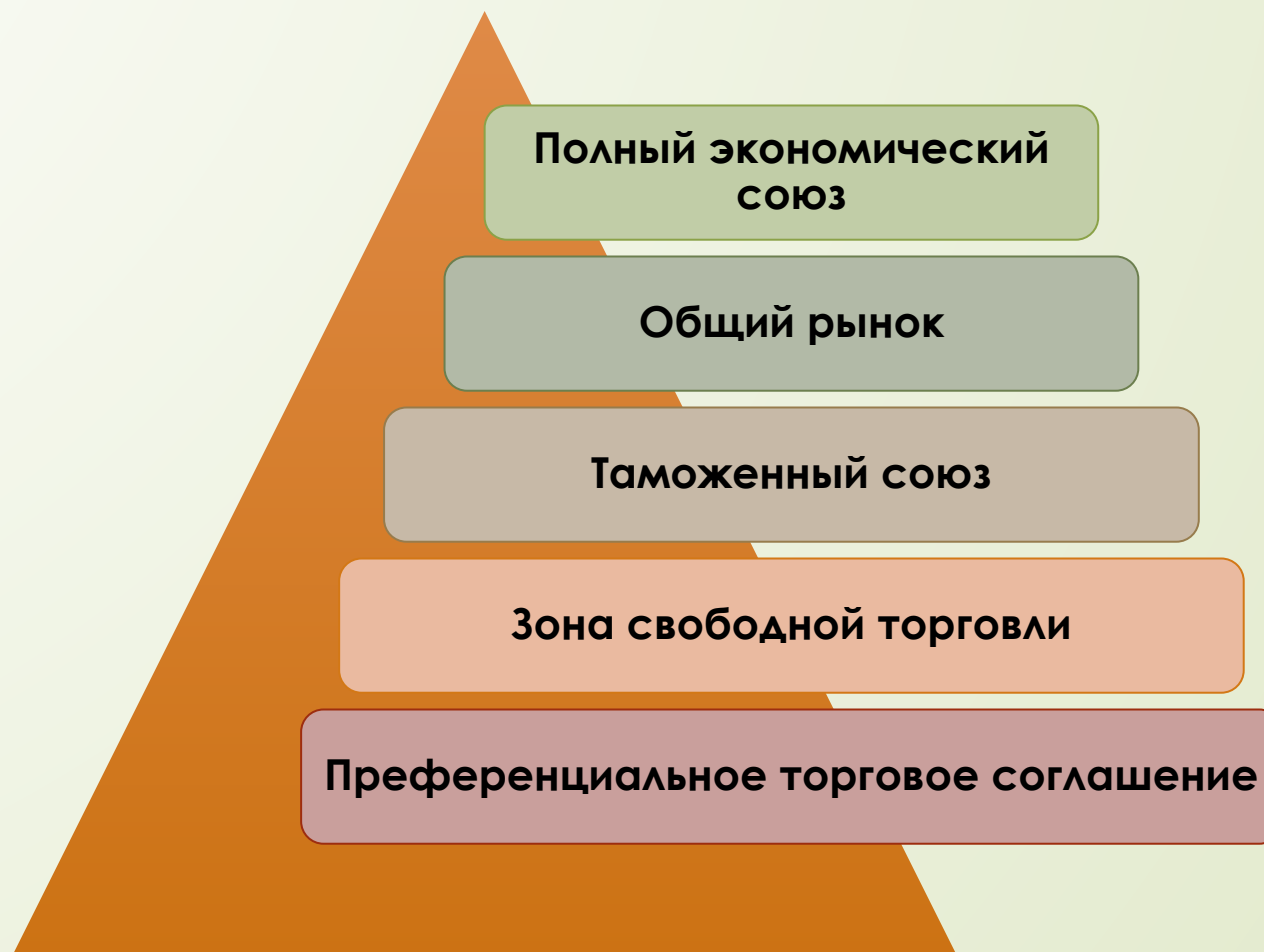 Полный экономический
союз
Общий рынок
Таможенный союз
Зона свободной торговли
Преференциальное торговое соглашение